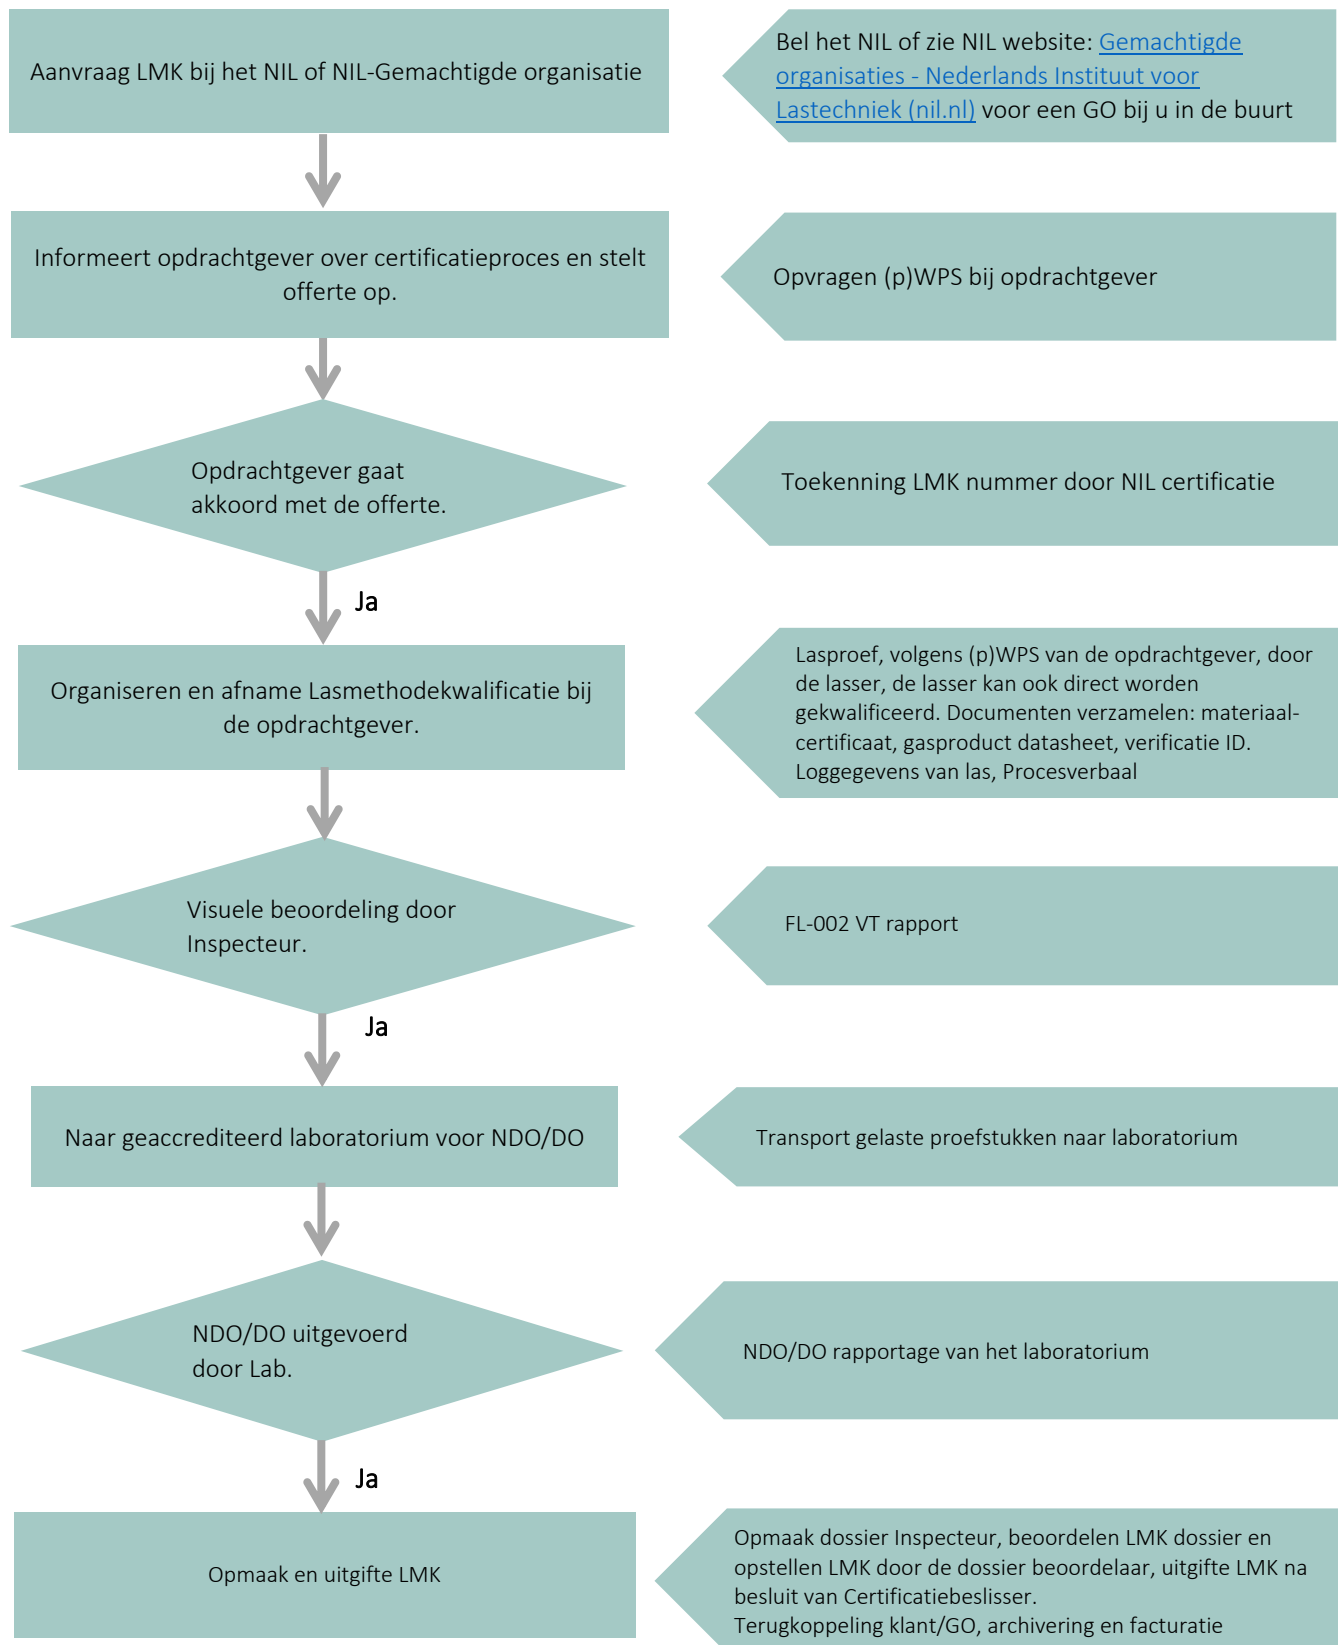 Aanvraag LMK bij het NIL of NIL-Gemachtigde organisatie
Bel het NIL of zie NIL website: Gemachtigde
organisaties - Nederlands Instituut voor
Lastechniek (nil.nl) voor een GO bij u in de buurt
Informeert opdrachtgever over certificatieproces en stelt
offerte op.
Opvragen (p)WPS bij opdrachtgever
Opdrachtgever gaat
akkoord met de offerte.
Toekenning LMK nummer door NIL certificatie
Ja
Organiseren en afname Lasmethodekwalificatie bij
de opdrachtgever.
Lasproef, volgens (p)WPS van de opdrachtgever, door
de lasser, de lasser kan ook direct worden
gekwalificeerd. Documenten verzamelen: materiaal-
certificaat, gasproduct datasheet, verificatie ID.
Loggegevens van las, Procesverbaal
Visuele beoordeling door
Inspecteur.
FL-002 VT rapport
Ja
Naar geaccrediteerd laboratorium voor NDO/DO
Transport gelaste proefstukken naar laboratorium
NDO/DO uitgevoerd
door Lab.
NDO/DO rapportage van het laboratorium
Ja
Opmaak en uitgifte LMK
Opmaak dossier Inspecteur, beoordelen LMK dossier en
opstellen LMK door de dossier beoordelaar, uitgifte LMK na
besluit van Certificatiebeslisser.
Terugkoppeling klant/GO, archivering en facturatie